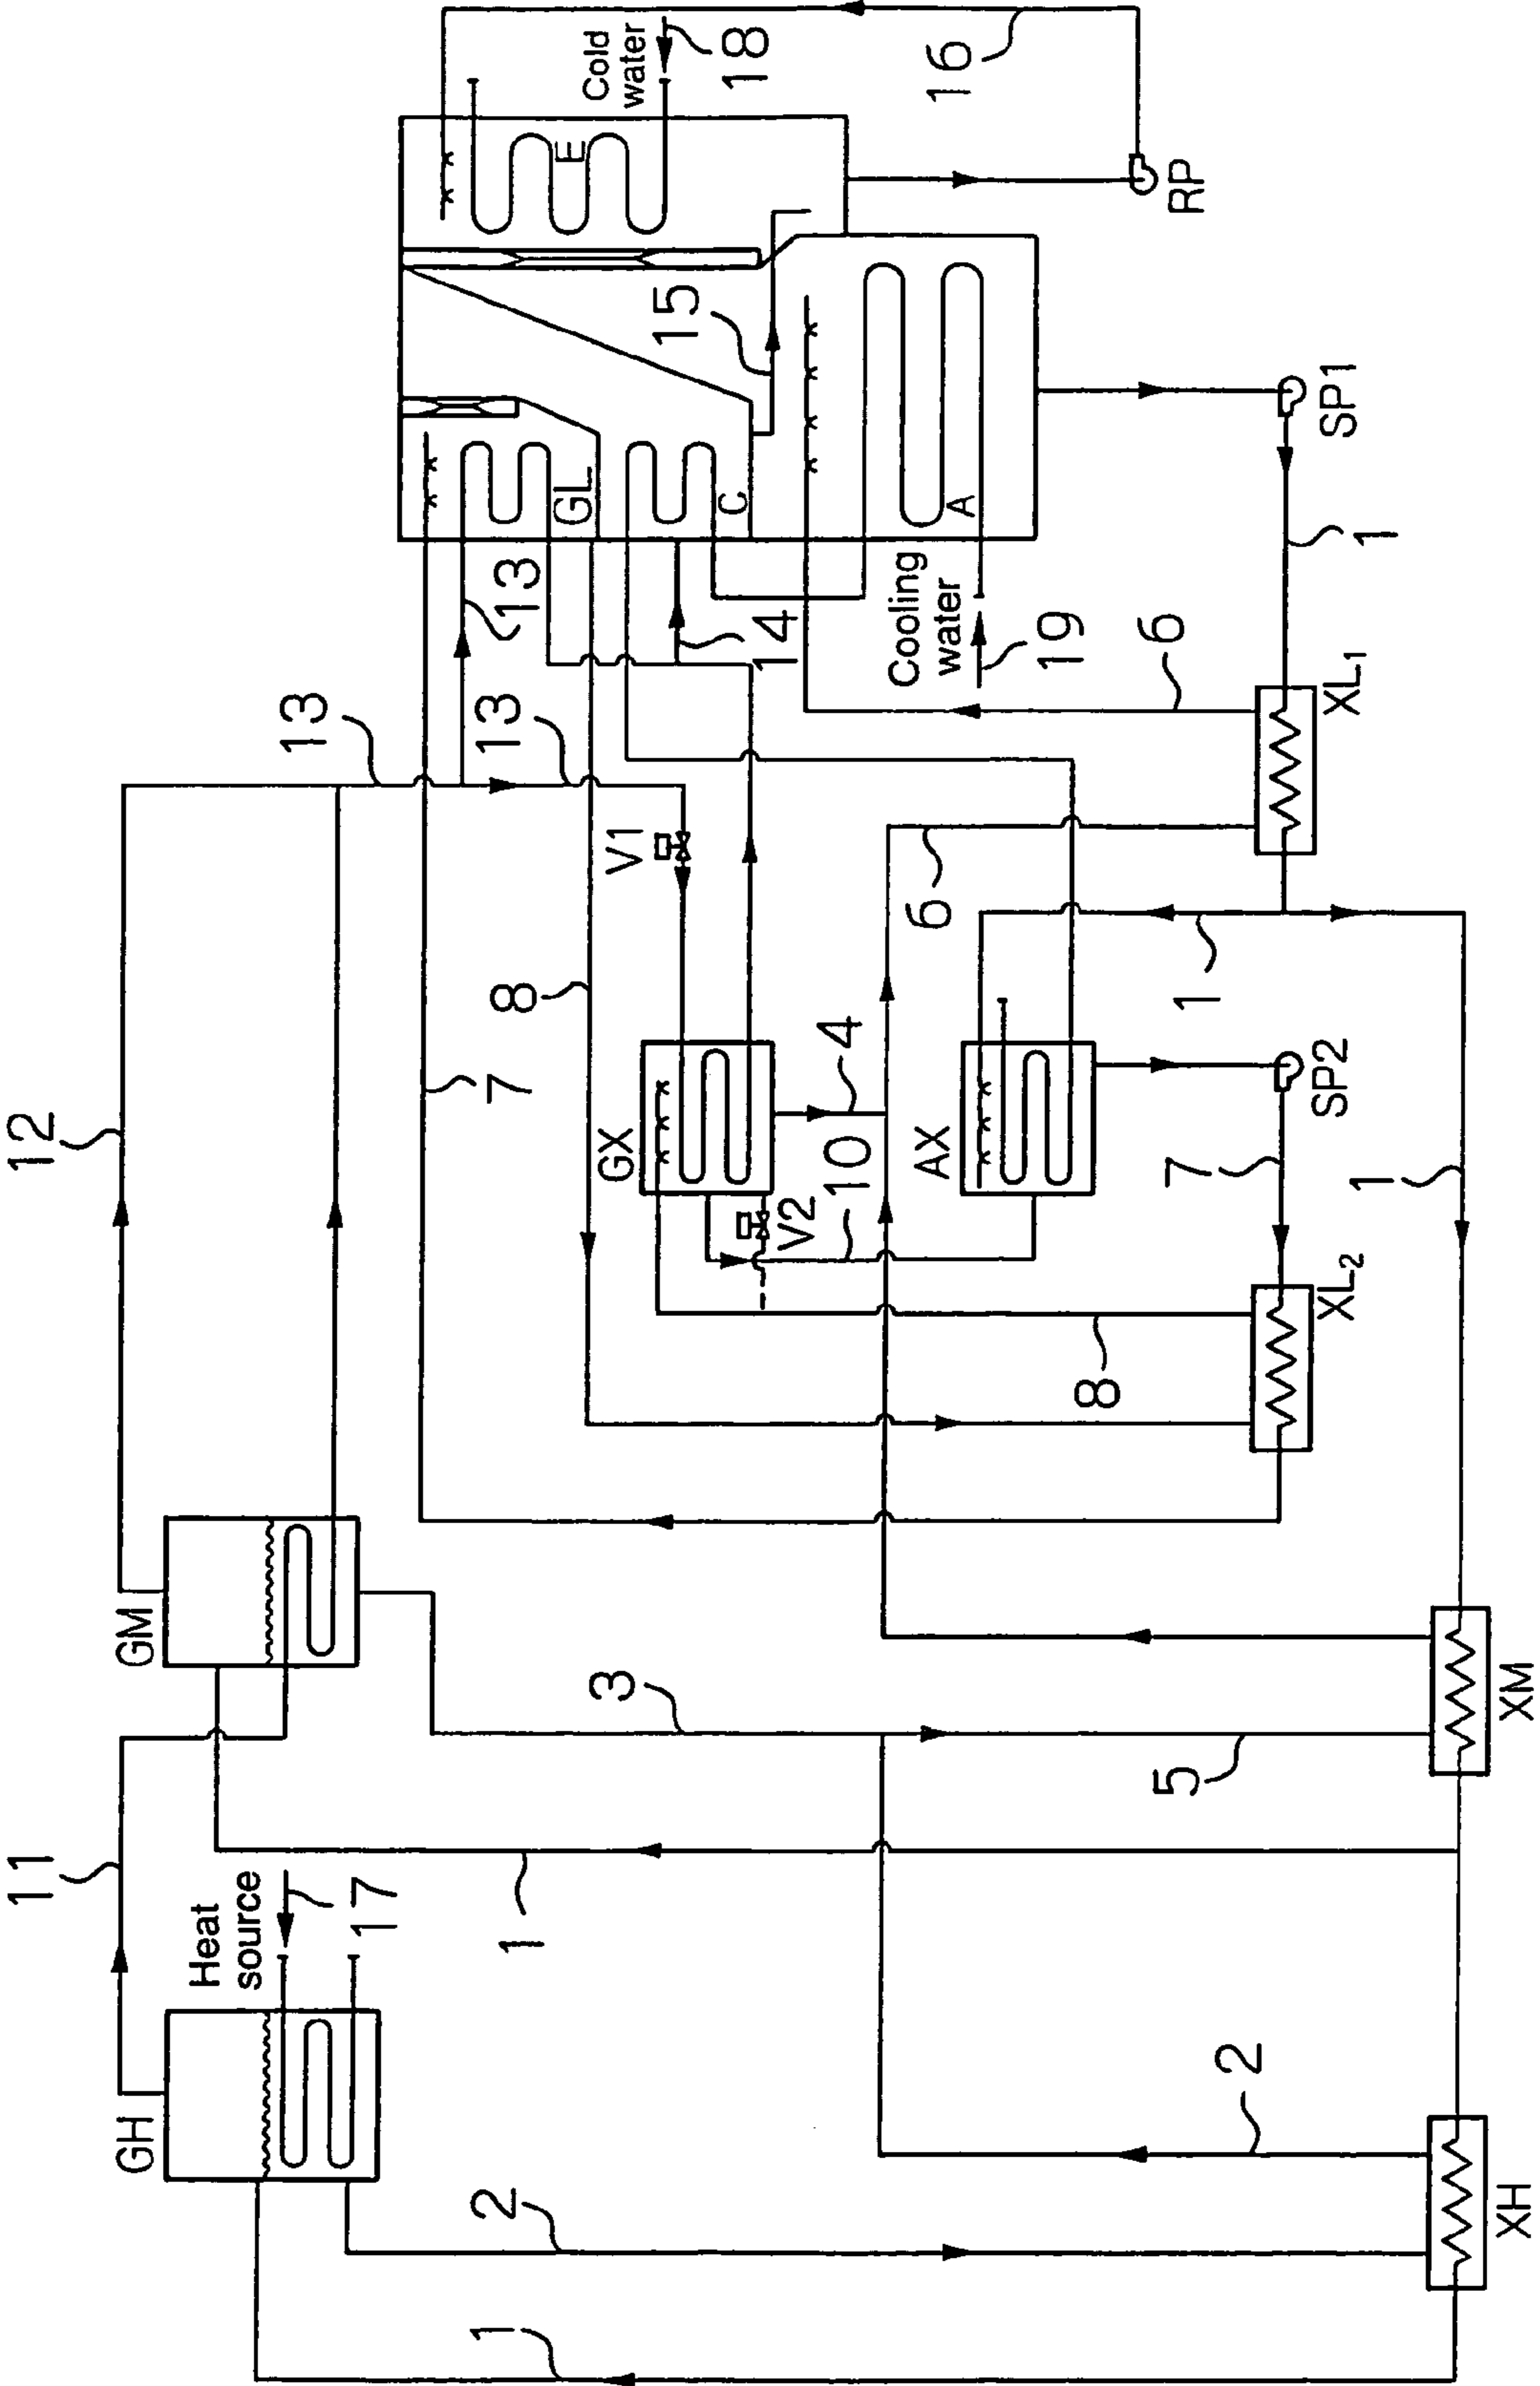 11
12
GH
Heat
source
17
GM
13
13
13
7
8
V1
GX
V2
10
4
GL
C
14
15
E
Cold
water
18
16
RP
A
Cooling
water
19
6
6
AX
1
SP2
7
XL2
8
3
5
1
2
2
1
XH
XM
1
XL1
1
SP1